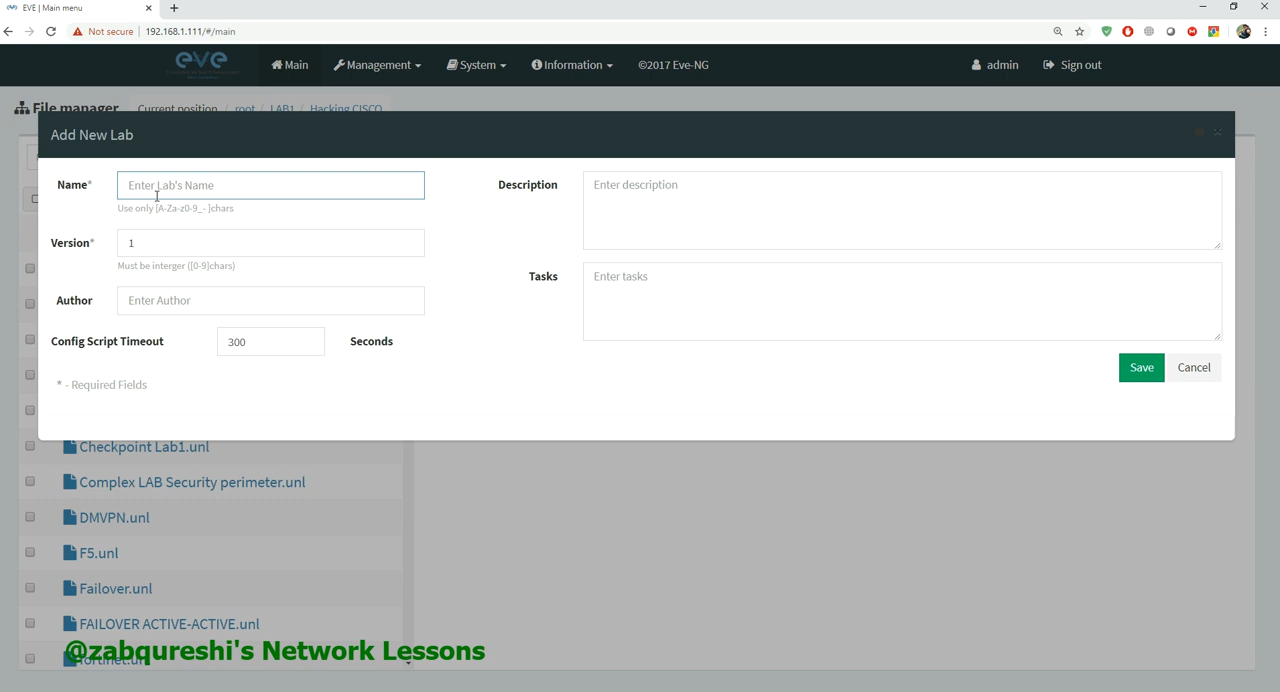 EVE | Main menu
Not secure
192.168.1.111/#/main
eve
Main
Management
System
Information
©2017 Eve-NG
admin
Sign out
File manager
Current position / root / LAB1 / Hacking CISCO
Add New Lab
Name*
Enter Lab's Name
Use only [A-Za-z0-9_- ]chars
Version*
1
Must be interger ([0-9]chars)
Author
Enter Author
Config Script Timeout
300
Seconds
* - Required Fields
Description
Enter description
Tasks
Enter tasks
Save
Cancel
Checkpoint Lab1.unl
Complex LAB Security perimeter.unl
DMVPN.unl
F5.unl
Failover.unl
FAILOVER ACTIVE-ACTIVE.unl
@zabqureshi's Network Lessons